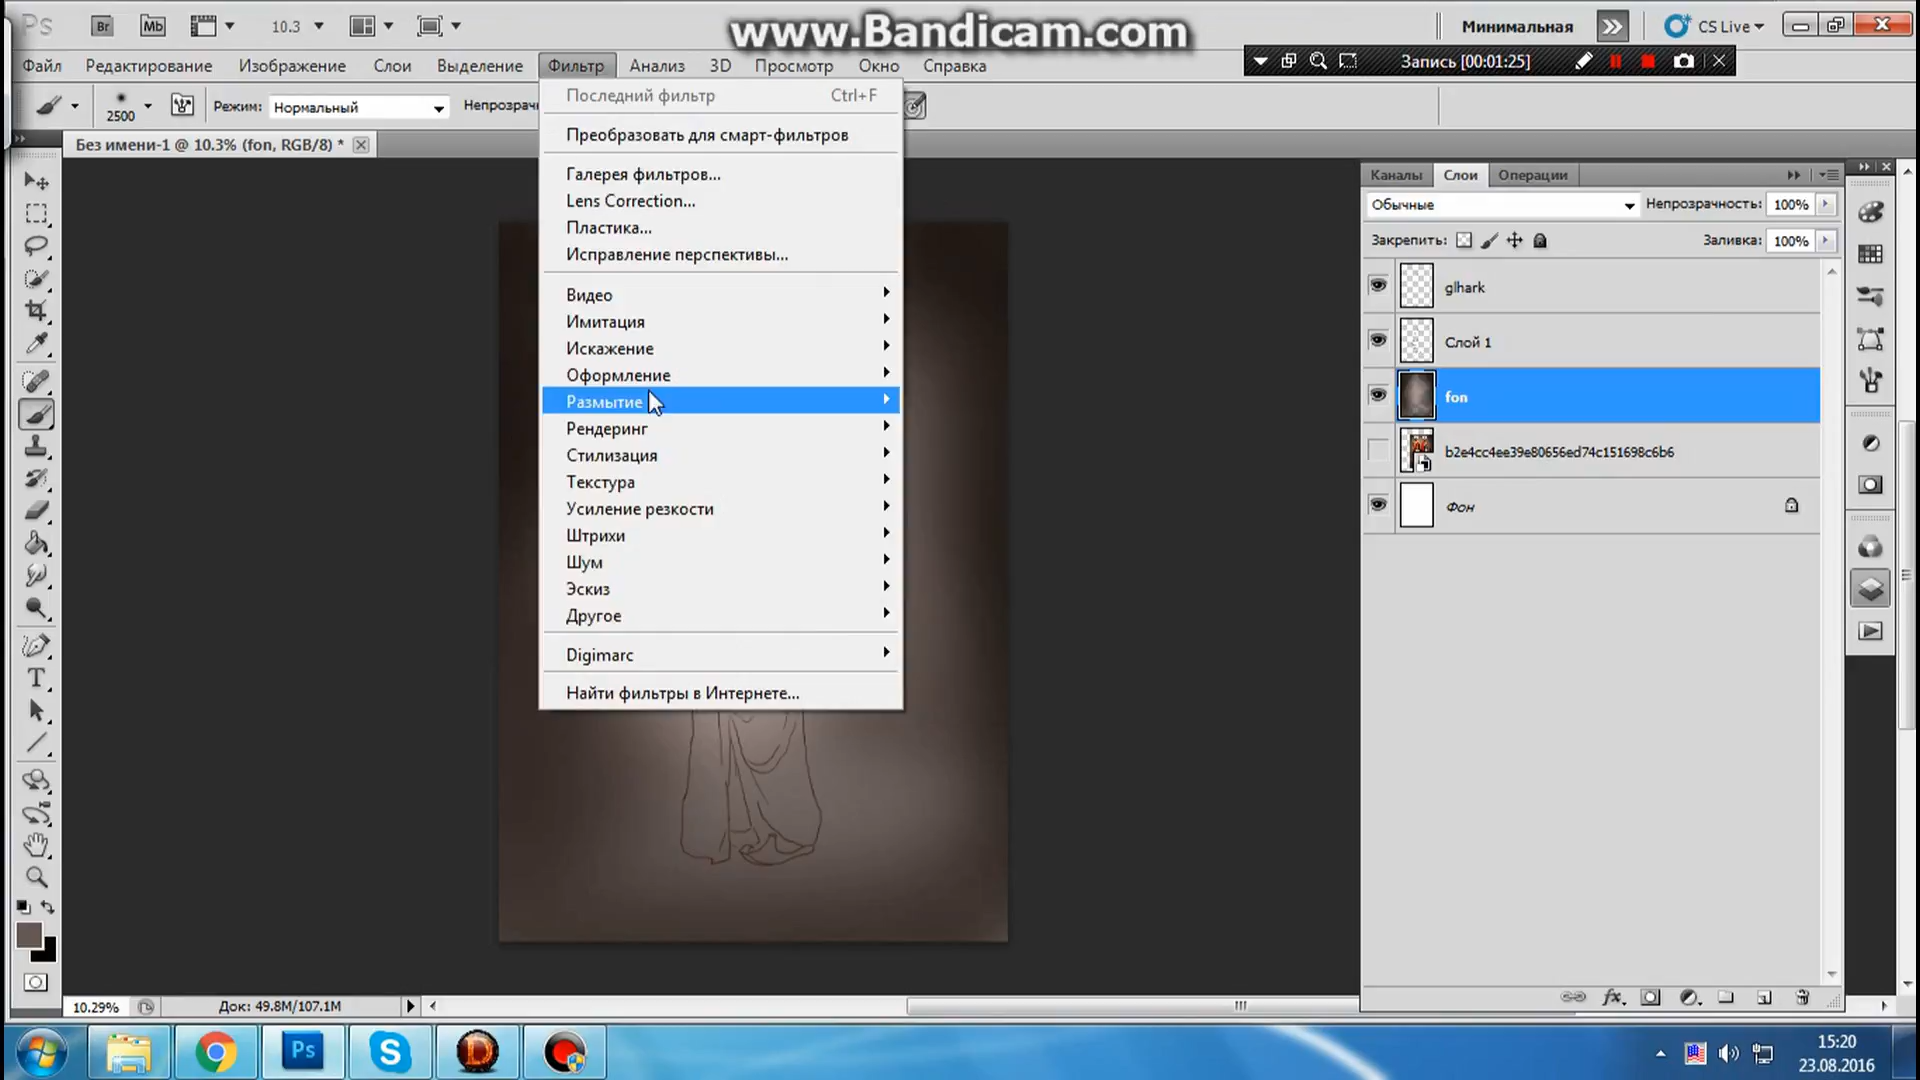 Ps Br Mb 10.3 www.Bandicam.com Минимальная CS Live
Файл Редактирование Изображение Слои Выделение Фильтр Анализ 3D Просмотр Окно Справка
Запись [00:01:25]
2500 Режим: Нормальный Непрозрачн
Без имени-1 @ 10.3% (fon, RGB/8) *
Последний фильтр Ctrl+F
Преобразовать для смарт-фильтров
Галерея фильтров...
Lens Correction...
Пластика...
Исправление перспективы...
Видео
Имитация
Искажение
Оформление
Размытие
Рендеринг
Стилизация
Текстура
Усиление резкости
Штрихи
Шум
Эскиз
Другое
Digimarc
Найти фильтры в Интернете...
Каналы Слои Операции
Обычные Непрозрачность: 100%
Закрепить: Заливка: 100%
glhark
Слой 1
fon
b2e4cc4ee39e80656ed74c151698c6b6
Фон
fx
T
10.29% Док: 49.8M/107.1M
Ps
15:20
23.08.2016